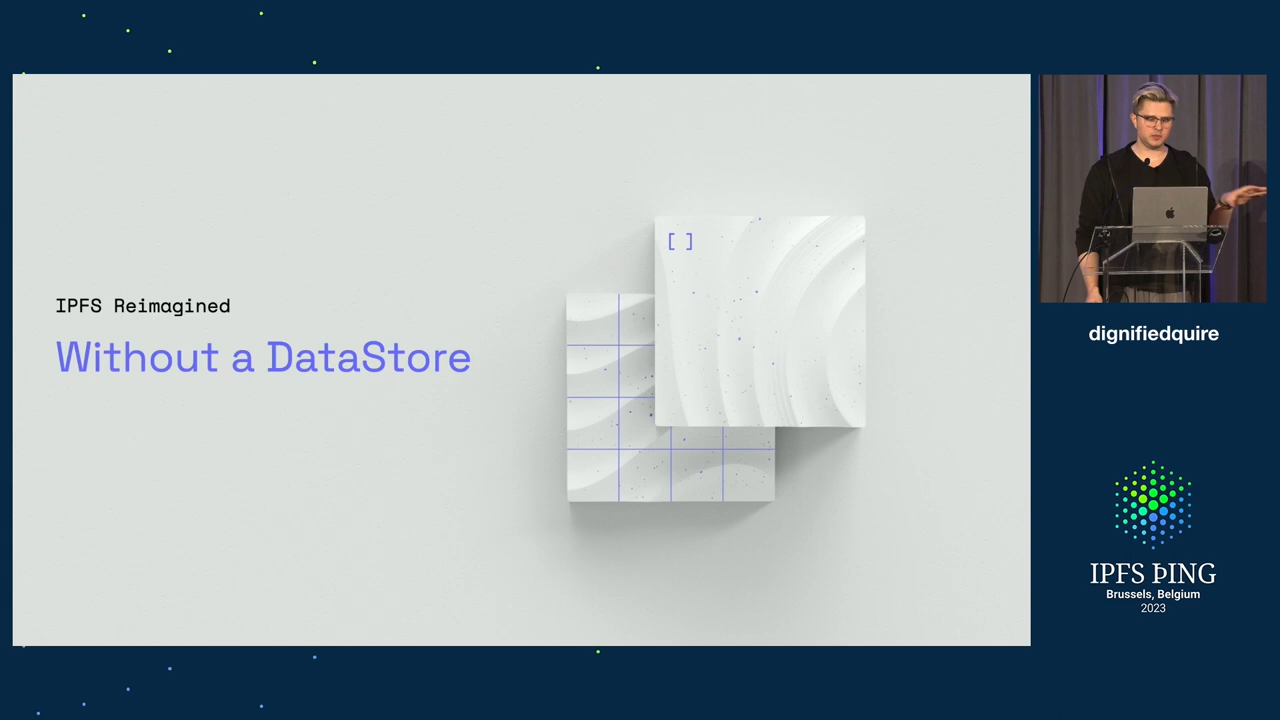 IPFS Reimagined
Without a DataStore
[ ]
dignifiedquire
IPFS ÞING
Brussels, Belgium
2023